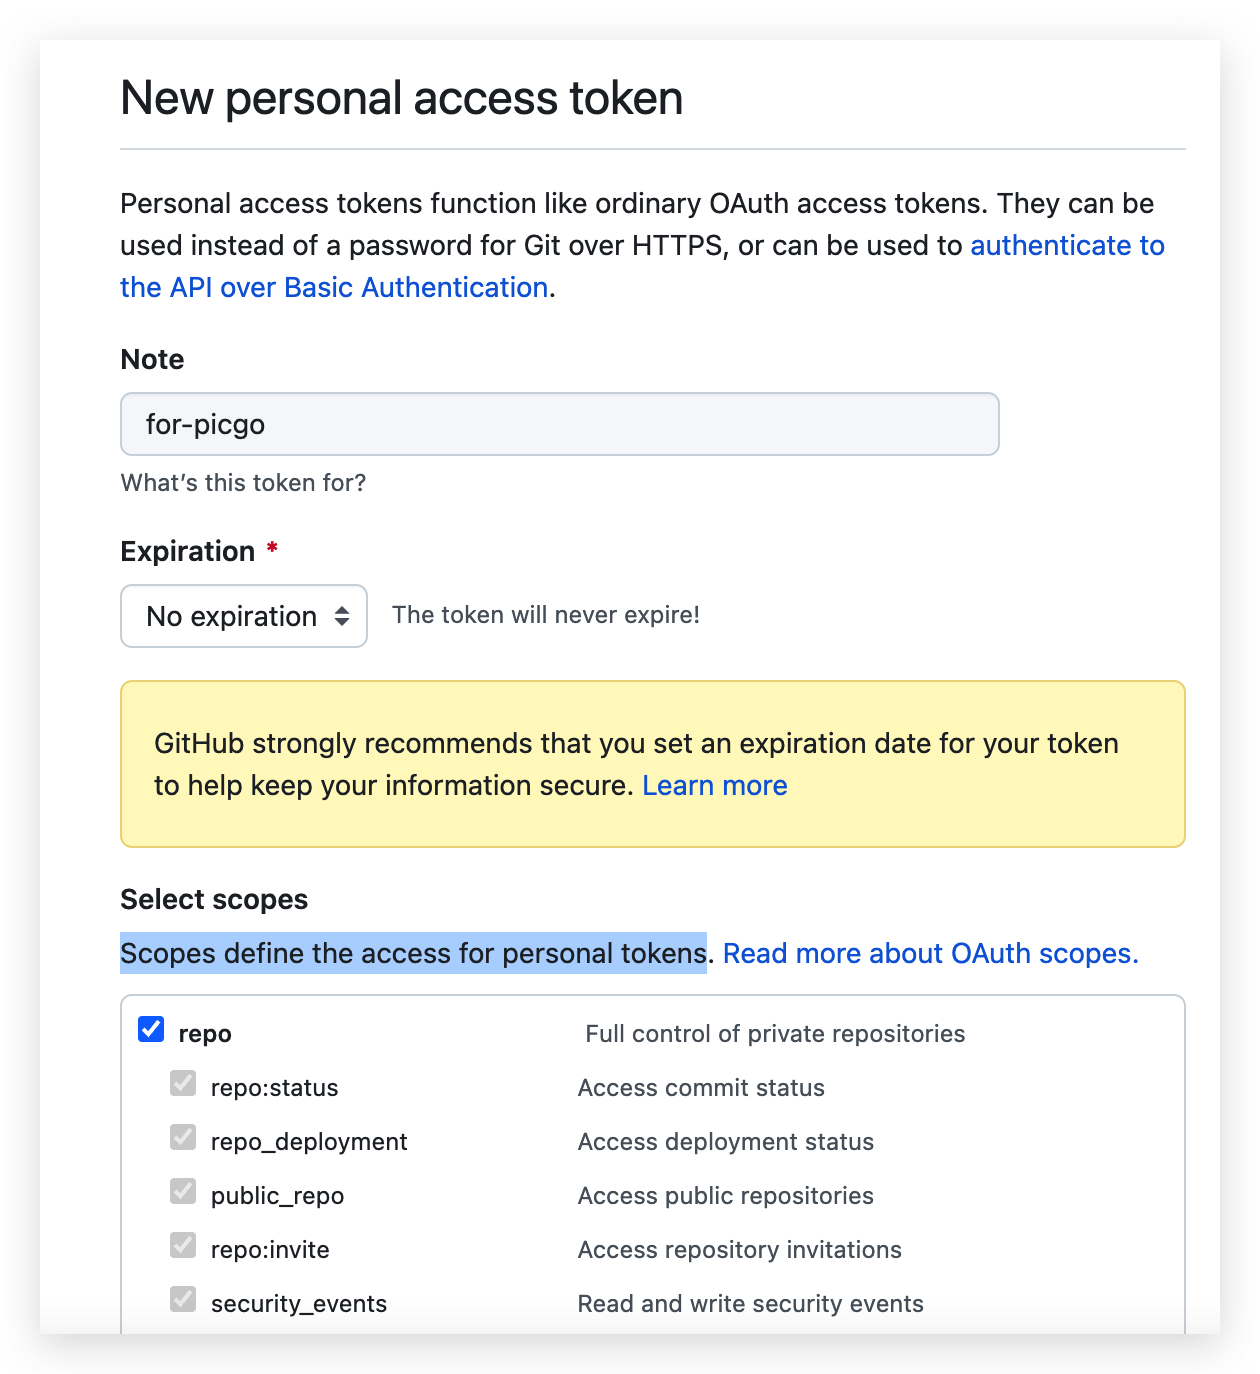 New personal access token
Personal access tokens function like ordinary OAuth access tokens. They can be
used instead of a password for Git over HTTPS, or can be used to authenticate to
the API over Basic Authentication.
Note
for-picgo
What's this token for?
Expiration *
No expiration The token will never expire!
GitHub strongly recommends that you set an expiration date for your token
to help keep your information secure. Learn more
Select scopes
Scopes define the access for personal tokens. Read more about OAuth scopes.
repo Full control of private repositories
repo:status Access commit status
repo_deployment Access deployment status
public_repo Access public repositories
repo:invite Access repository invitations
security_events Read and write security events